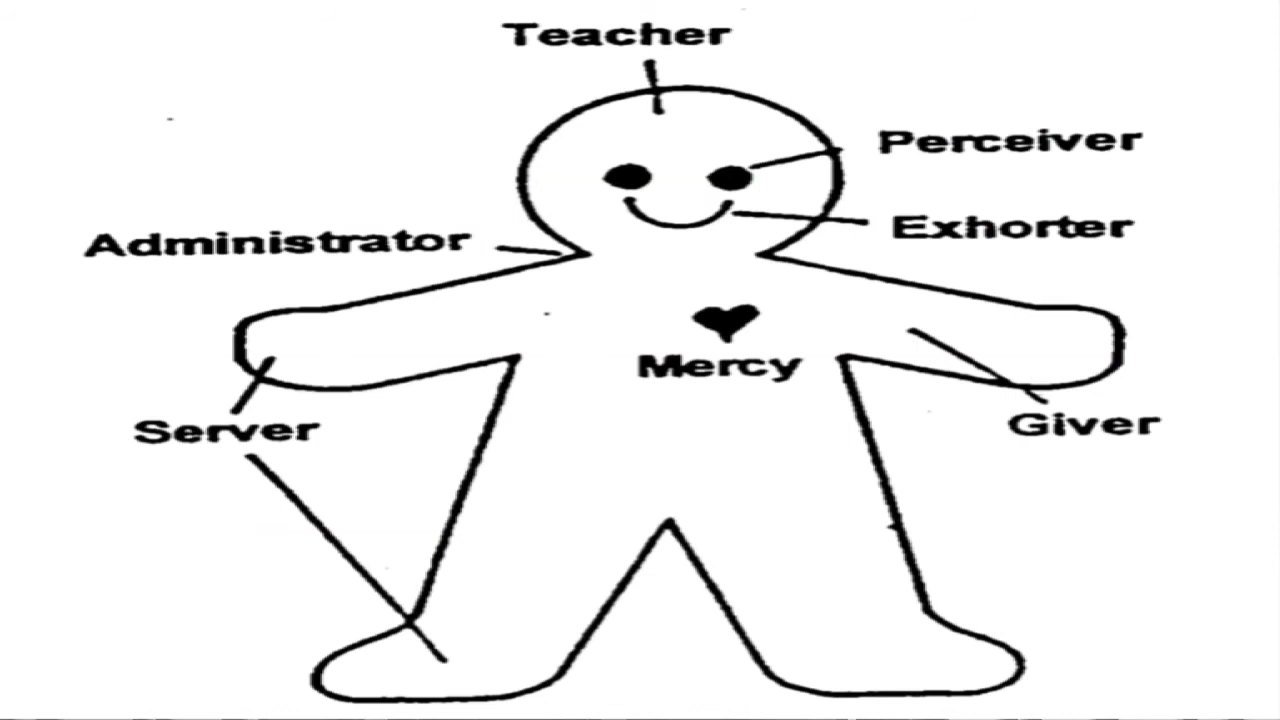 Teacher
Perceiver
Exhorter
Administrator
Mercy
Giver
Server